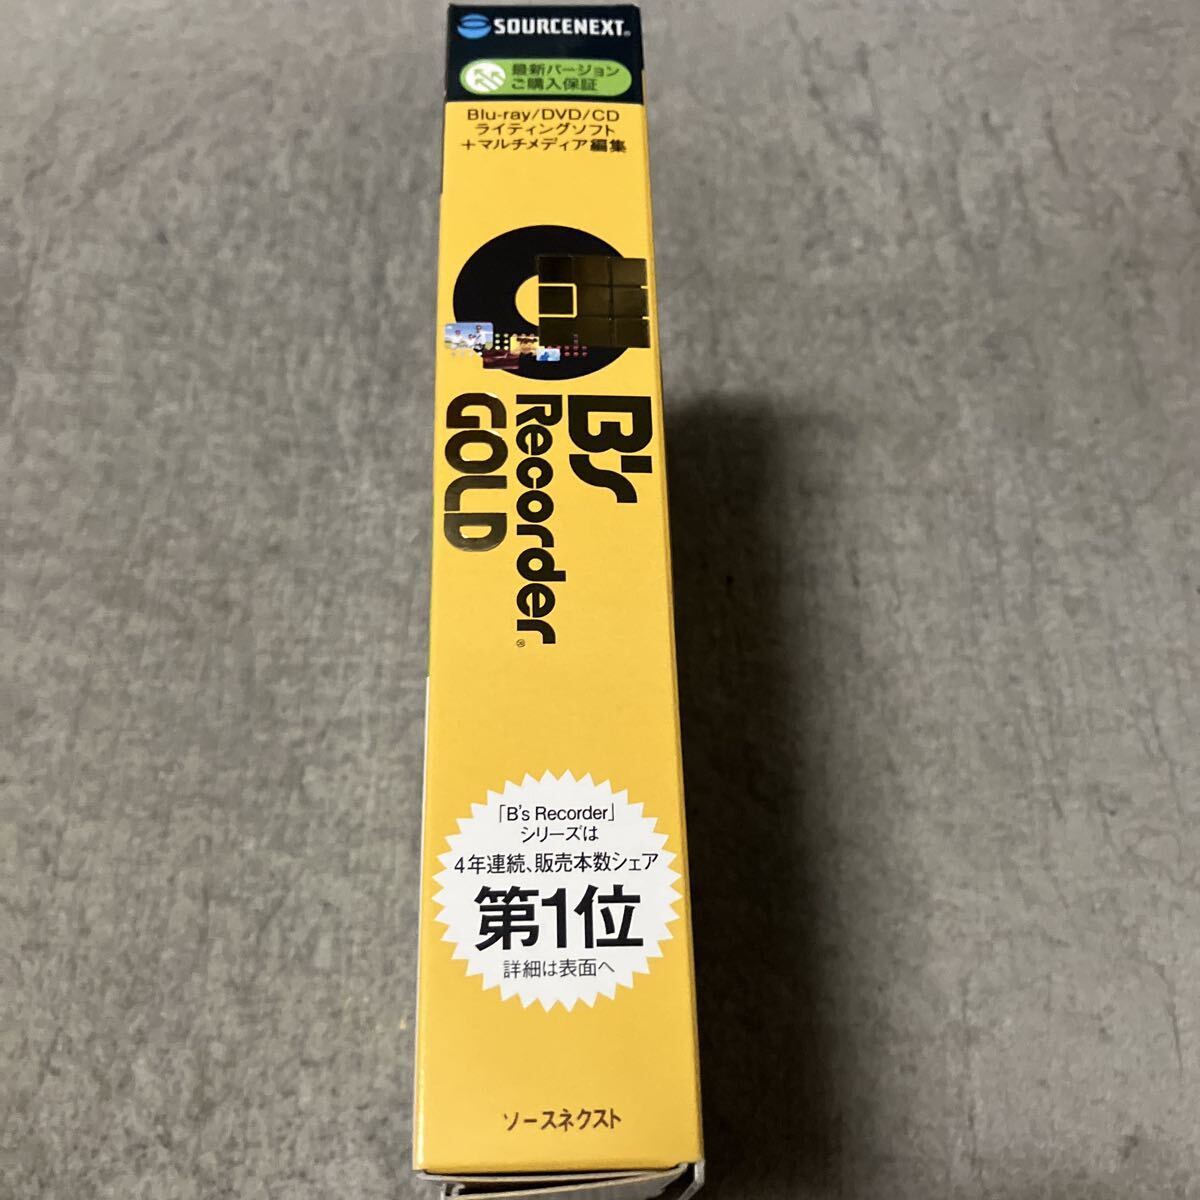 SOURCENEXT®
最新バージョン
ご購入保証
Blu-ray/DVD/CD
ライティングソフト
+マルチメディア編集
B's
Recorder®
GOLD
「B's Recorder」
シリーズは
4年連続、販売本数シェア
第1位
詳細は表面へ
ソースネクスト